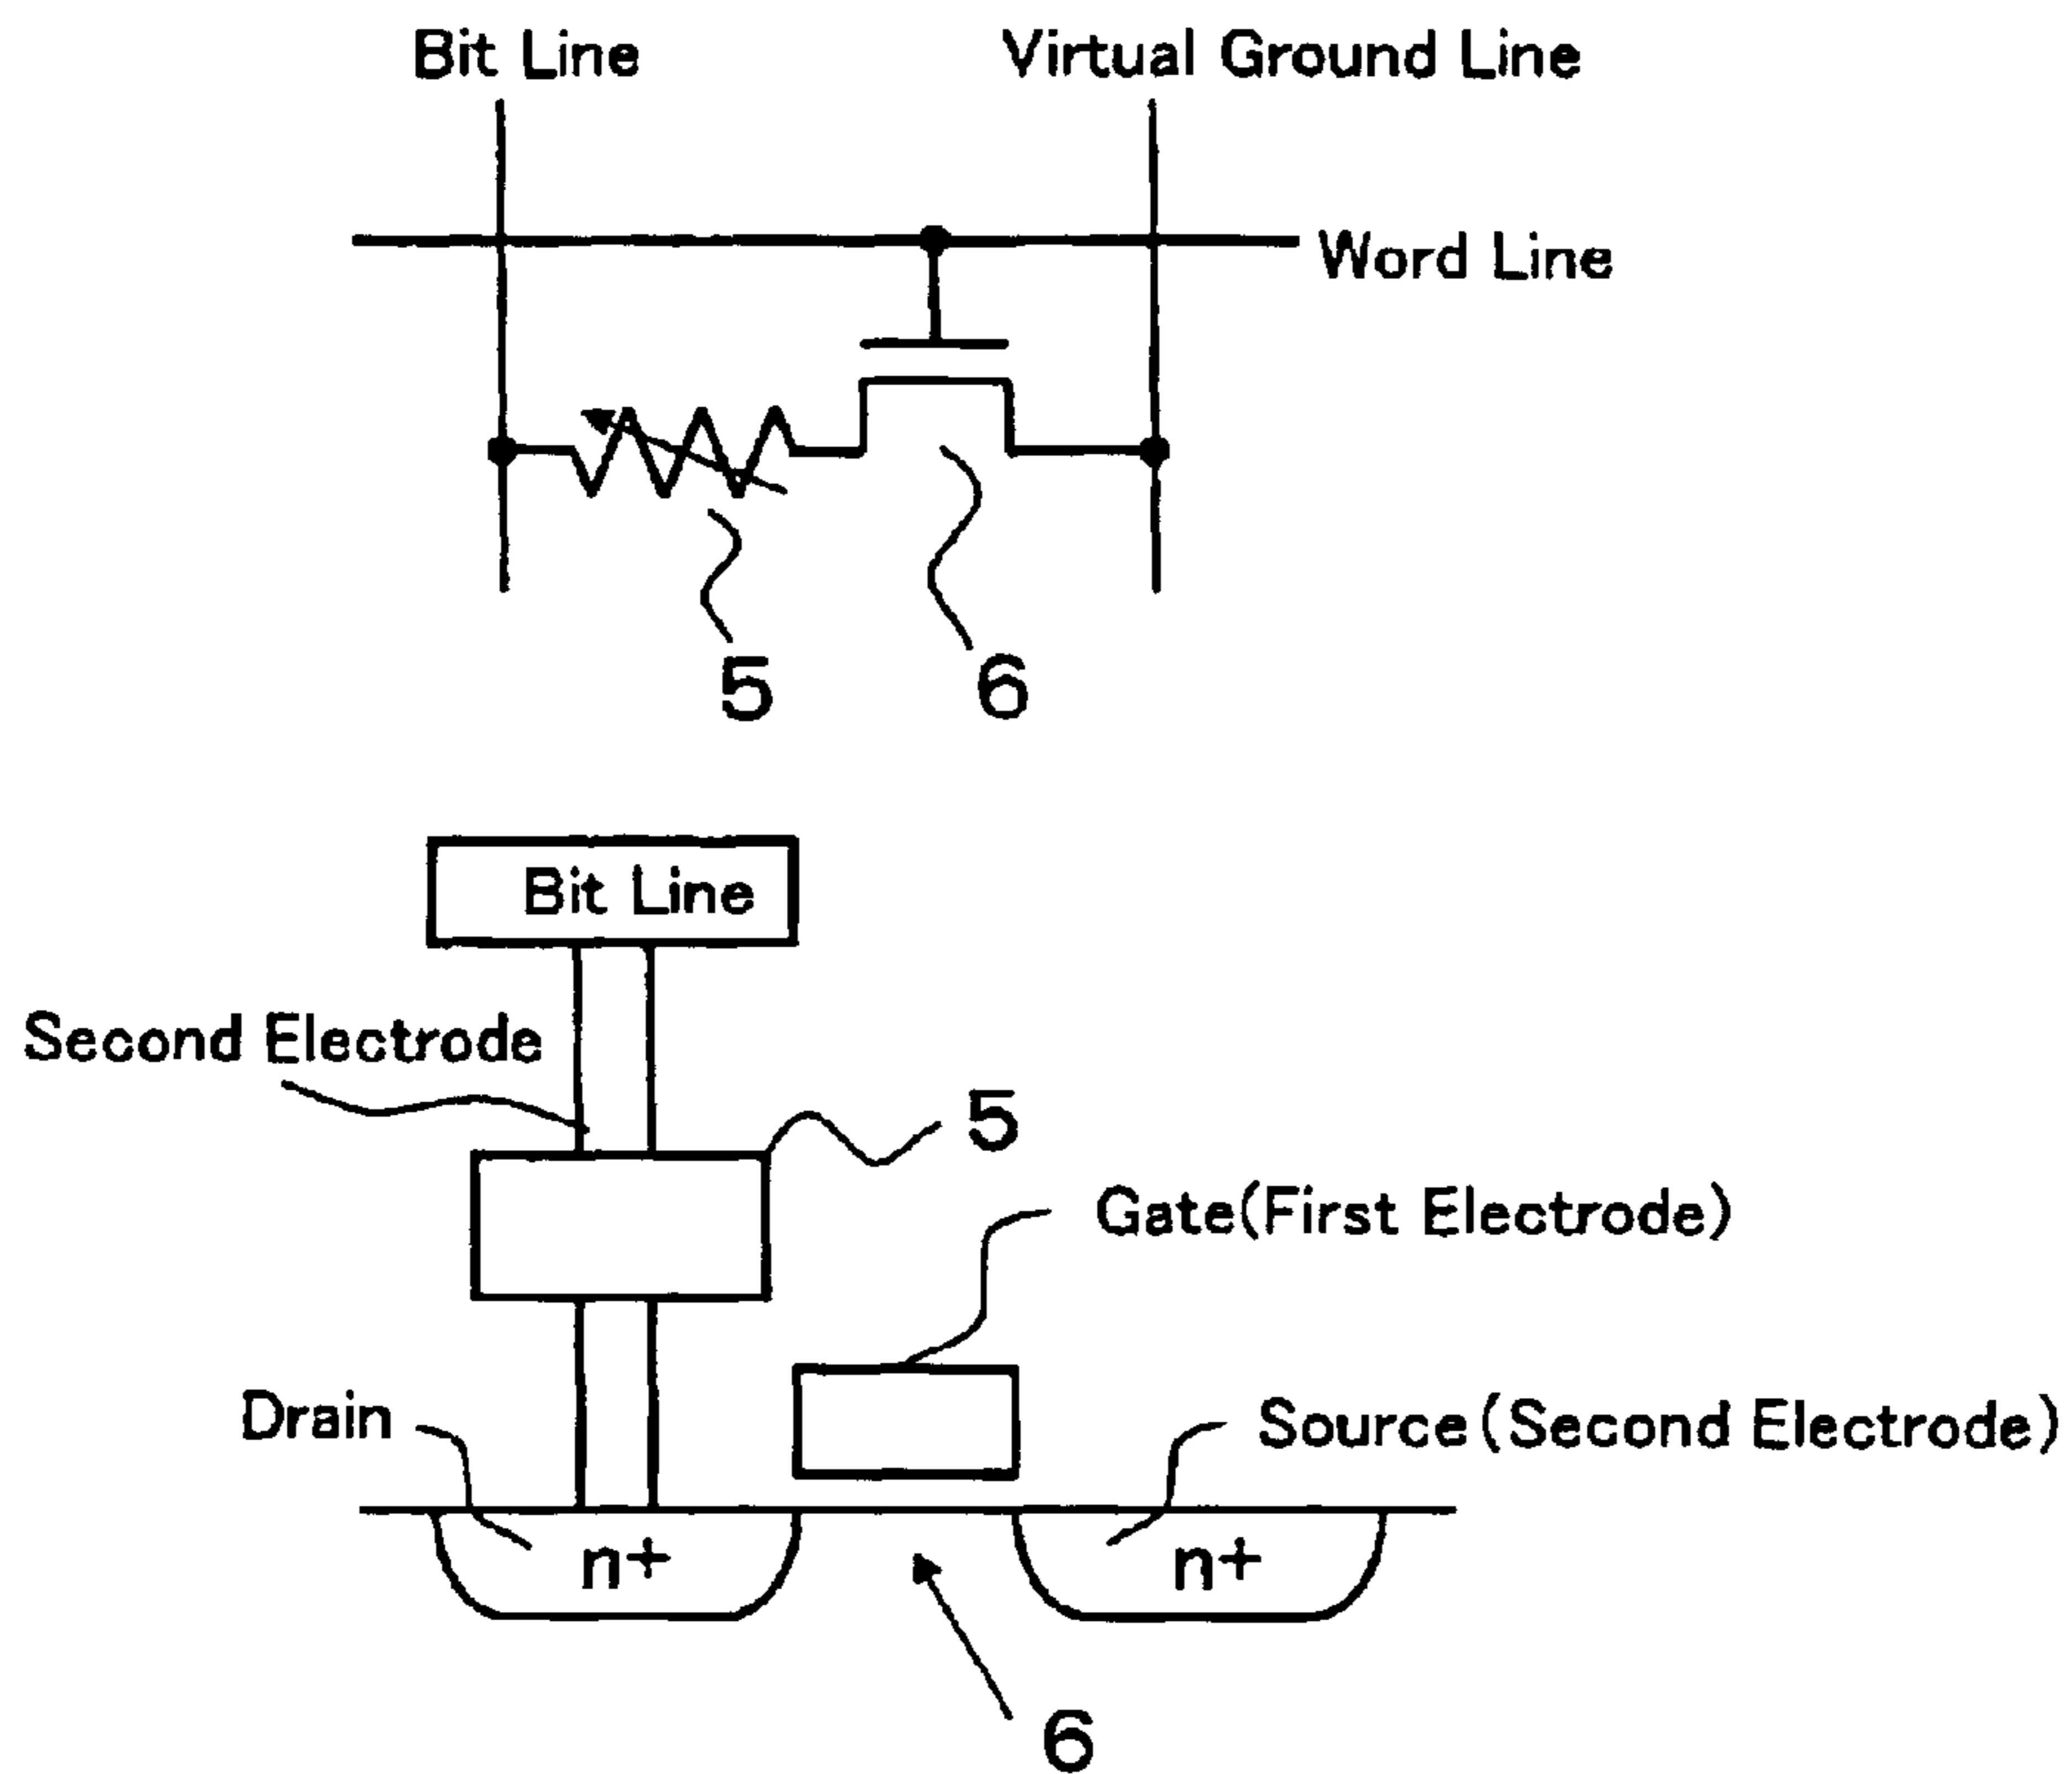 Bit Line
Virtual Ground Line
Word Line
5
6
Bit Line
Second Electrode
5
Gate(First Electrode)
Drain
Source(Second Electrode)
n+
n+
6